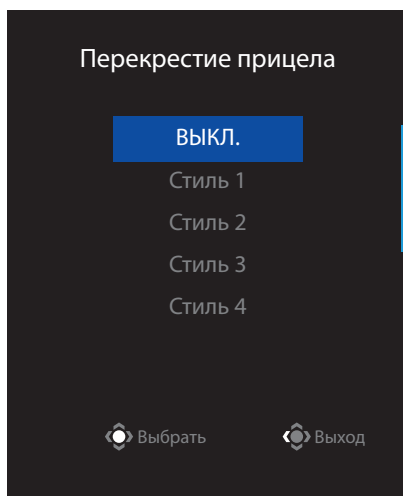 Перекрестие прицела
ВЫКЛ.
Стиль 1
Стиль 2
Стиль 3
Стиль 4
Выбрать Выход